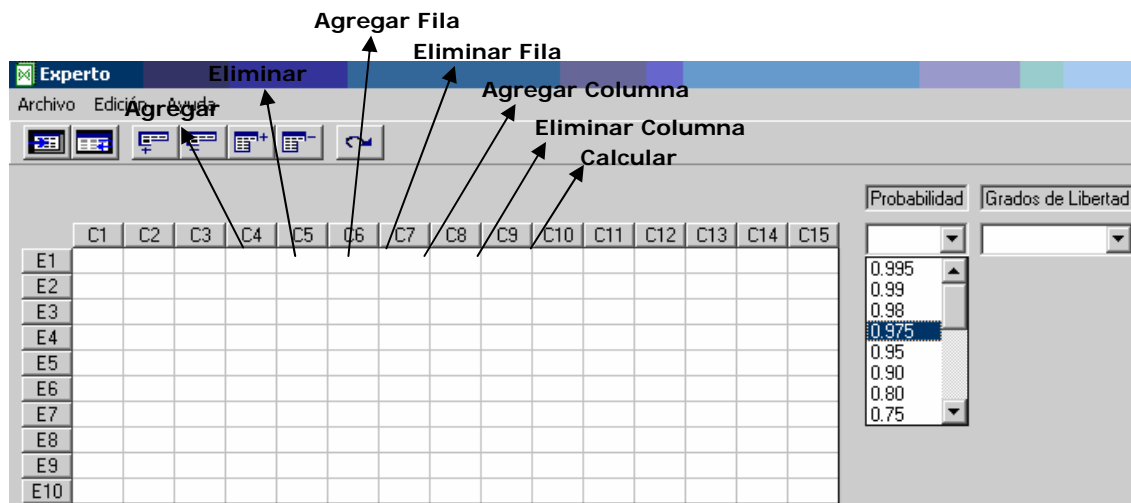 Agregar Fila
Eliminar Fila
Experto
Eliminar
Agregar Columna
Archivo Edición Ayuda
Agregar
Eliminar Columna
Calcular
Probabilidad Grados de Libertad
C1 C2 C3 C4 C5 C6 C7 C8 C9 C10 C11 C12 C13 C14 C15
E1
E2
E3
E4
E5
E6
E7
E8
E9
E10
0.995
0.99
0.98
0.975
0.95
0.90
0.80
0.75